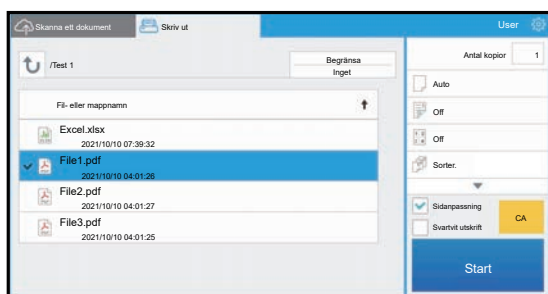 Skanna ett dokument
Skriv ut
User
/Test 1
Begränsa
Inget
Fil- eller mappnamn
Excel.xlsx
2021/10/10 07:39:32
File1.pdf
2021/10/10 04:01:26
File2.pdf
2021/10/10 04:01:27
File3.pdf
2021/10/10 04:01:25
Antal kopior 1
Auto
Off
Off
Sorter.
Sidanpassning
Svartvit utskrift
CA
Start